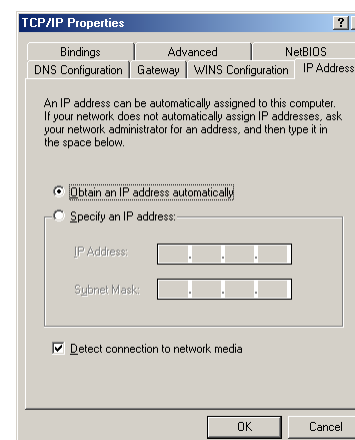 TCP/IP Properties
?
Bindings
Advanced
NetBIOS
DNS Configuration
Gateway
WINS Configuration
IP Address
An IP address can be automatically assigned to this computer.
If your network does not automatically assign IP addresses, ask
your network administrator for an address, and then type it in
the space below.
Obtain an IP address automatically
Specify an IP address:
IP Address:
Subnet Mask:
Detect connection to network media
OK
Cancel